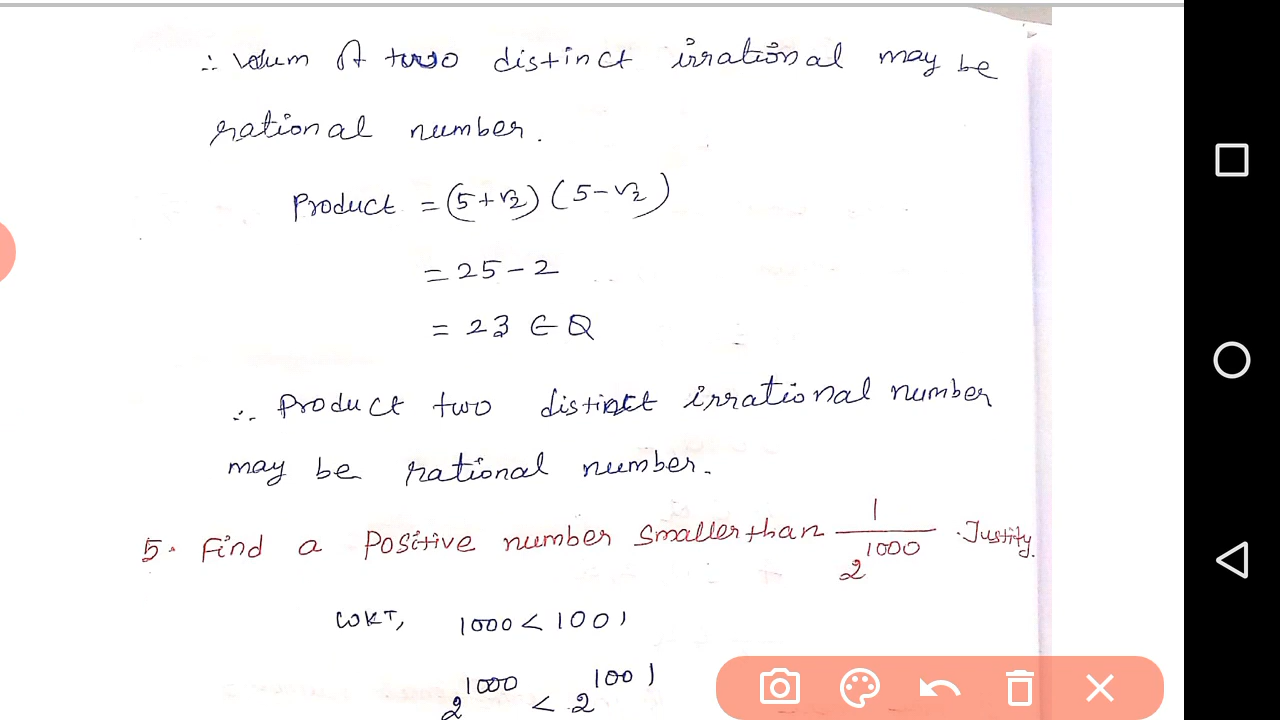 ∴ sum of two distinct irrational may be
rational number.
Product = (5+√2) (5-√2)
= 25 - 2
= 23 ∈ Q
∴ Product two distinct irrational number
may be rational number.
5. Find a Positive number smaller than 1/2^1000 . Justify.
WKT, 1000 < 1001
2^1000 < 2^1001